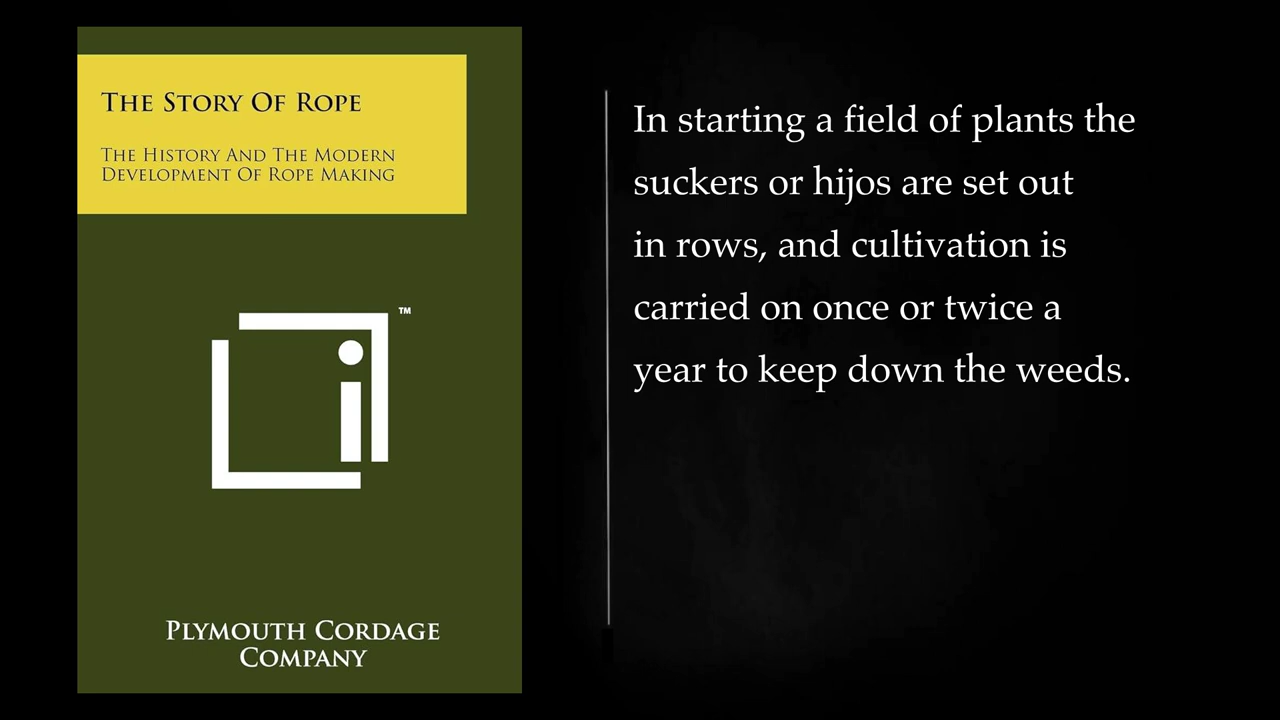 THE STORY OF ROPE
THE HISTORY AND THE MODERN
DEVELOPMENT OF ROPE MAKING
TM
i
PLYMOUTH CORDAGE
COMPANY
In starting a field of plants the
suckers or hijos are set out
in rows, and cultivation is
carried on once or twice a
year to keep down the weeds.